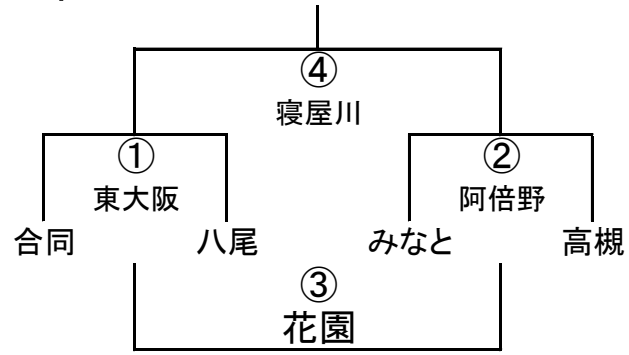 ④
寝屋川
①
②
東大阪
阿倍野
合同
八尾
みなと
高槻
③
花園